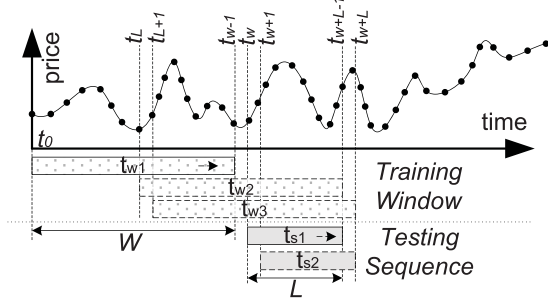 t_L
t_{L+1}
t_{w-1}
t_w
t_{w+1}
t_{w+L-1}
t_{w+L}
price
time
t_0
t_{w1}
Training
t_{w2}
Window
t_{w3}
W
t_{s1}
Testing
t_{s2}
Sequence
L